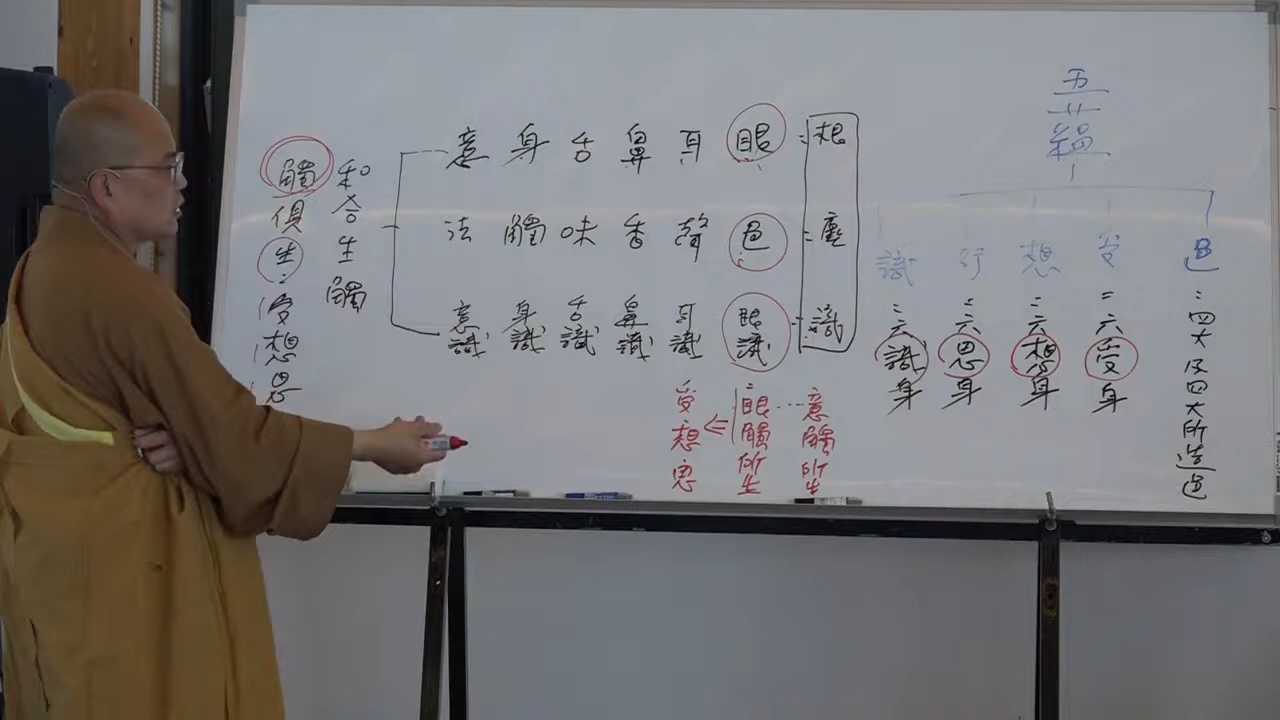 五蘊
色：四大及四大所造色
受：六受身
想：六想身
行：六思身
識：六識身
根：眼耳鼻舌身意
塵：色聲香味觸法
識：眼識耳識鼻識舌識身識意識
意觸所生
眼觸所生
受想思
和合生觸
觸俱生受想思